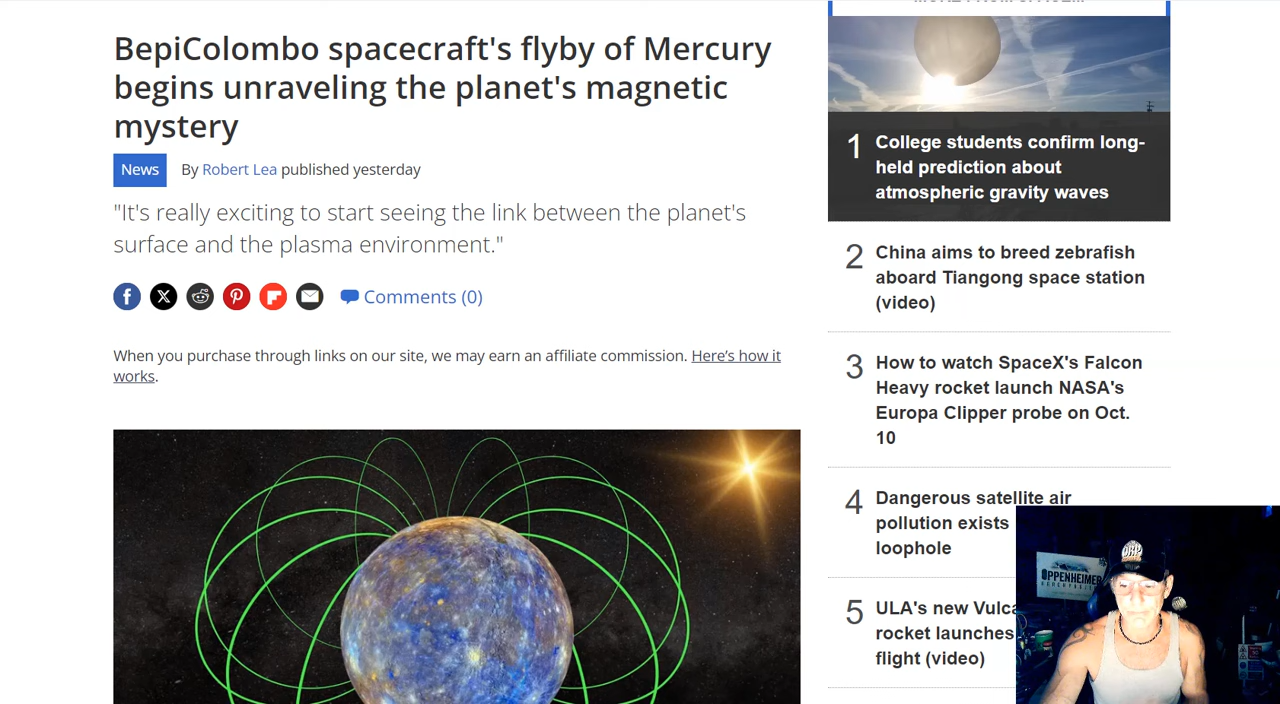 BepiColombo spacecraft's flyby of Mercury
begins unraveling the planet's magnetic
mystery
News By Robert Lea published yesterday
"It's really exciting to start seeing the link between the planet's
surface and the plasma environment."
Comments (0)
When you purchase through links on our site, we may earn an affiliate commission. Here's how it
works.
1 College students confirm long-
held prediction about
atmospheric gravity waves
2 China aims to breed zebrafish
aboard Tiangong space station
(video)
3 How to watch SpaceX's Falcon
Heavy rocket launch NASA's
Europa Clipper probe on Oct.
10
4 Dangerous satellite air
pollution exists
loophole
5 ULA's new Vulca
rocket launches
flight (video)
OPPENHEIMER